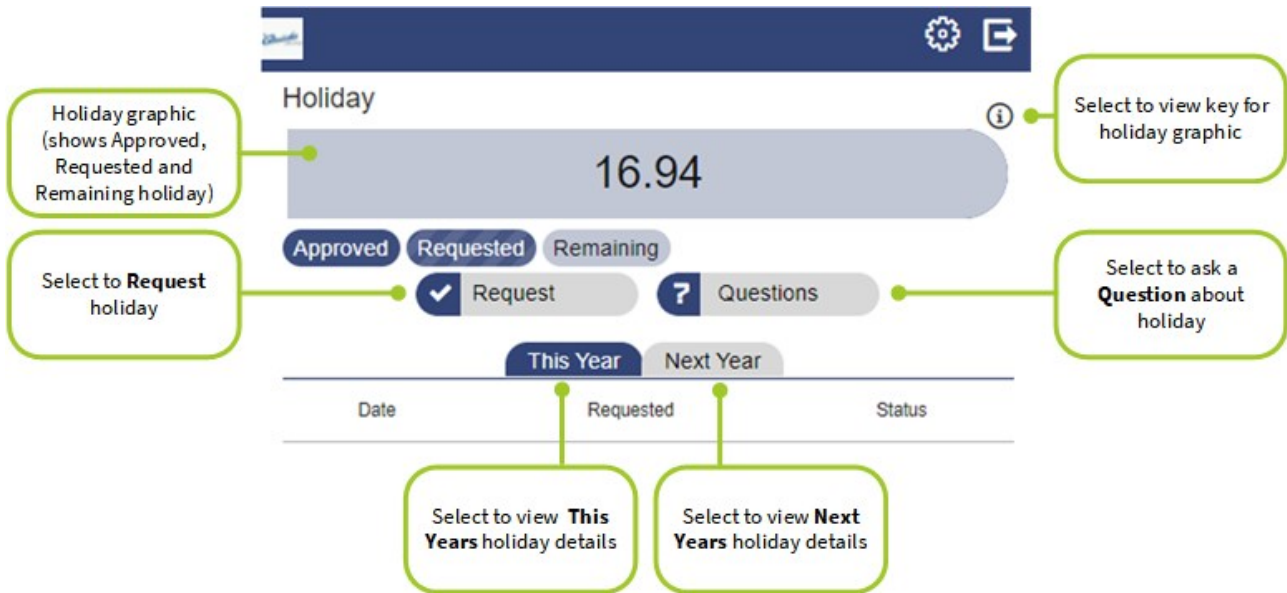 Holiday
Holiday graphic
(shows Approved,
Requested and
Remaining holiday)
16.94
Select to view key for
holiday graphic
Approved Requested Remaining
Select to Request
holiday
Request
Questions
Select to ask a
Question about
holiday
This Year Next Year
Date Requested Status
Select to view This
Years holiday details
Select to view Next
Years holiday details